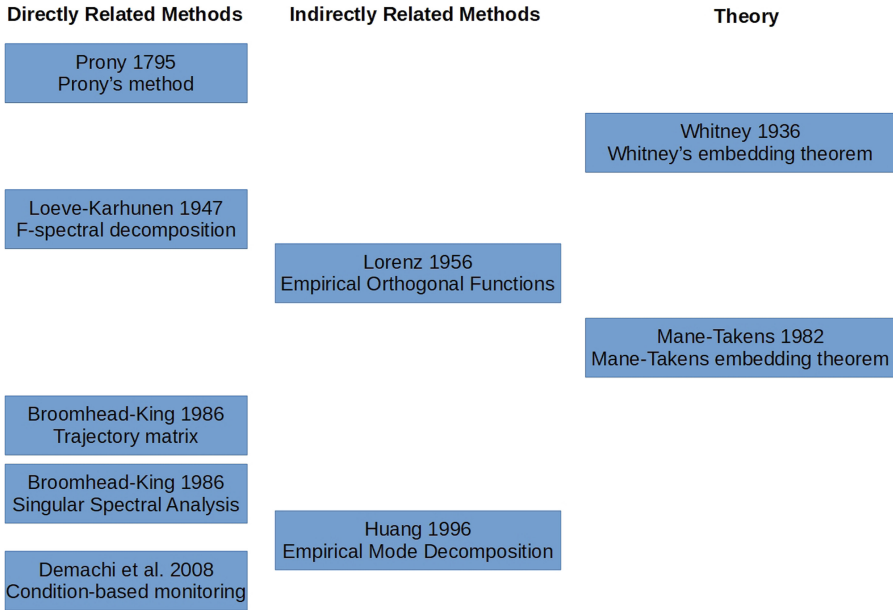 Directly Related Methods
Indirectly Related Methods
Theory
Prony 1795
Prony's method
Whitney 1936
Whitney's embedding theorem
Loeve-Karhunen 1947
F-spectral decomposition
Lorenz 1956
Empirical Orthogonal Functions
Mane-Takens 1982
Mane-Takens embedding theorem
Broomhead-King 1986
Trajectory matrix
Broomhead-King 1986
Singular Spectral Analysis
Huang 1996
Empirical Mode Decomposition
Demachi et al. 2008
Condition-based monitoring